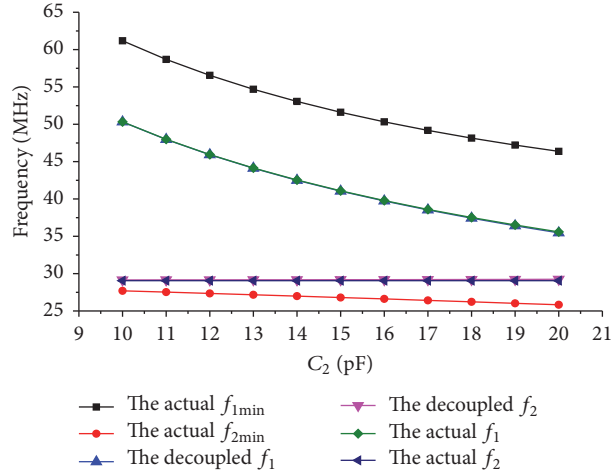 65
60
55
50
45
40
35
30
25
Frequency (MHz)
9 10 11 12 13 14 15 16 17 18 19 20 21
C₂ (pF)
The actual f₁min
The actual f₂min
The decoupled f₁
The decoupled f₂
The actual f₁
The actual f₂